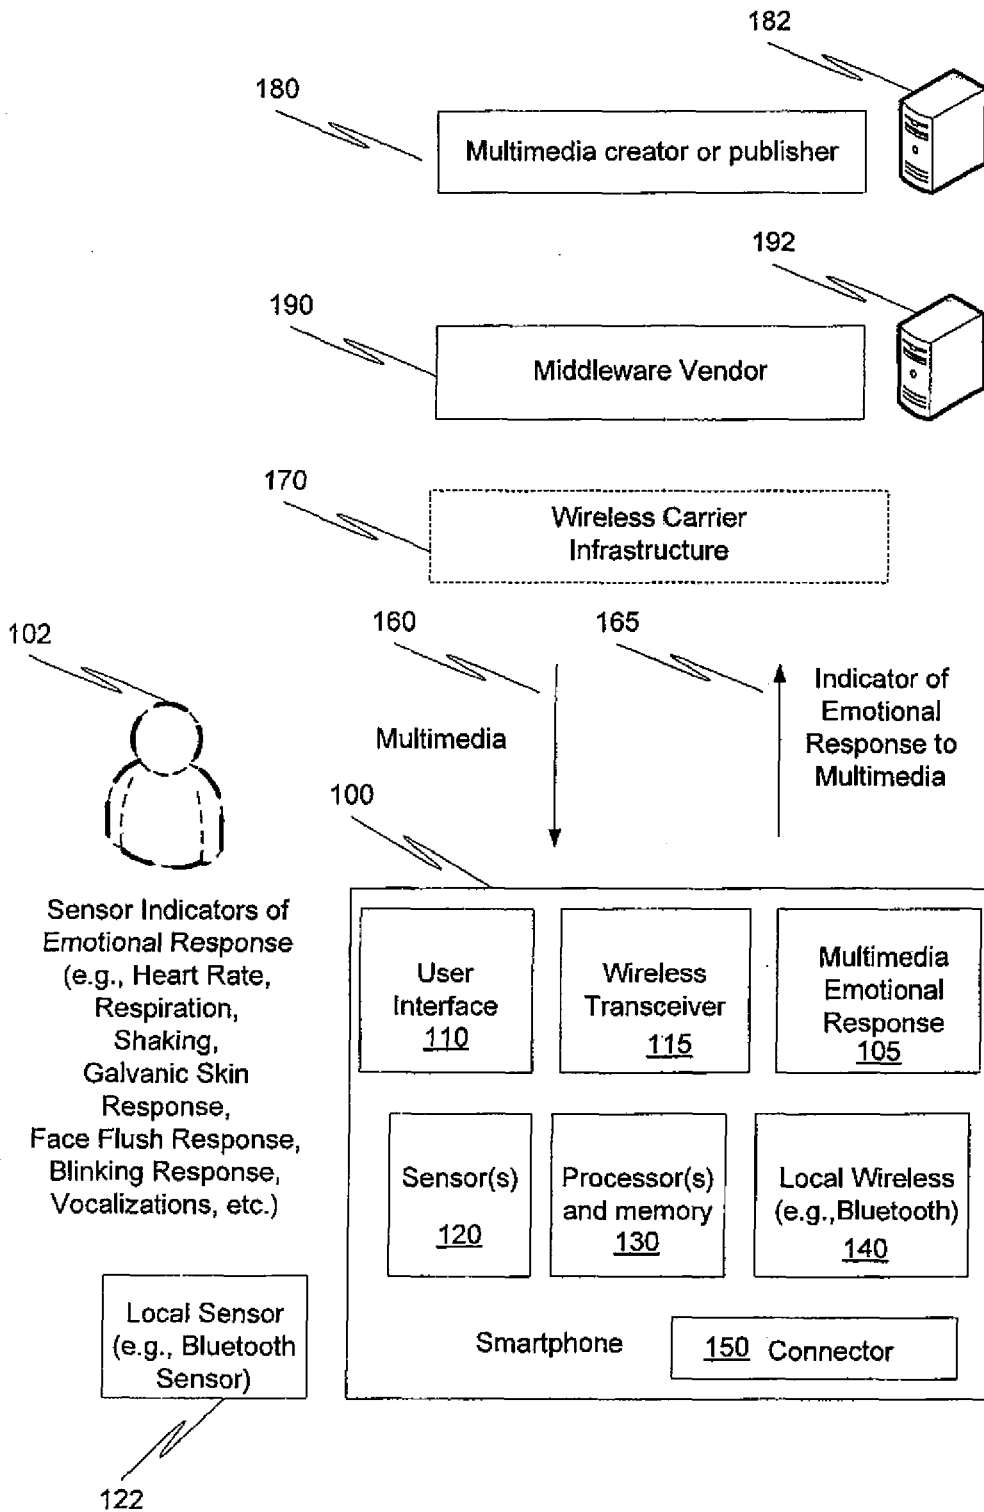 182
180
Multimedia creator or publisher
192
190
Middleware Vendor
170
Wireless Carrier
Infrastructure
102
160
165
Multimedia
Indicator of
Emotional
Response to
Multimedia
100
Sensor Indicators of
Emotional Response
(e.g., Heart Rate,
Respiration,
Shaking,
Galvanic Skin
Response,
Face Flush Response,
Blinking Response,
Vocalizations, etc.)
User
Interface
110
Wireless
Transceiver
115
Multimedia
Emotional
Response
105
Sensor(s)
120
Processor(s)
and memory
130
Local Wireless
(e.g.,Bluetooth)
140
Smartphone
150 Connector
Local Sensor
(e.g., Bluetooth
Sensor)
122